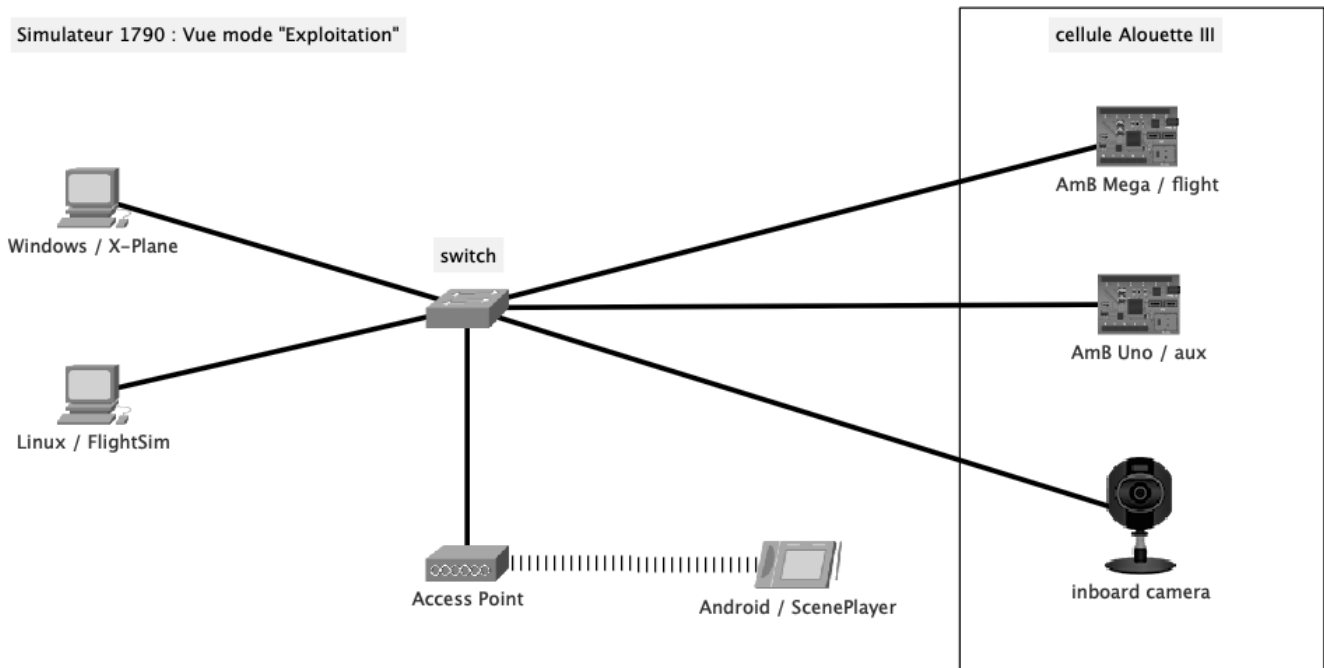 Simulateur 1790 : Vue mode "Exploitation"
cellule Alouette III
AmB Mega / flight
Windows / X-Plane
switch
AmB Uno / aux
Linux / FlightSim
Access Point
Android / ScenePlayer
inboard camera